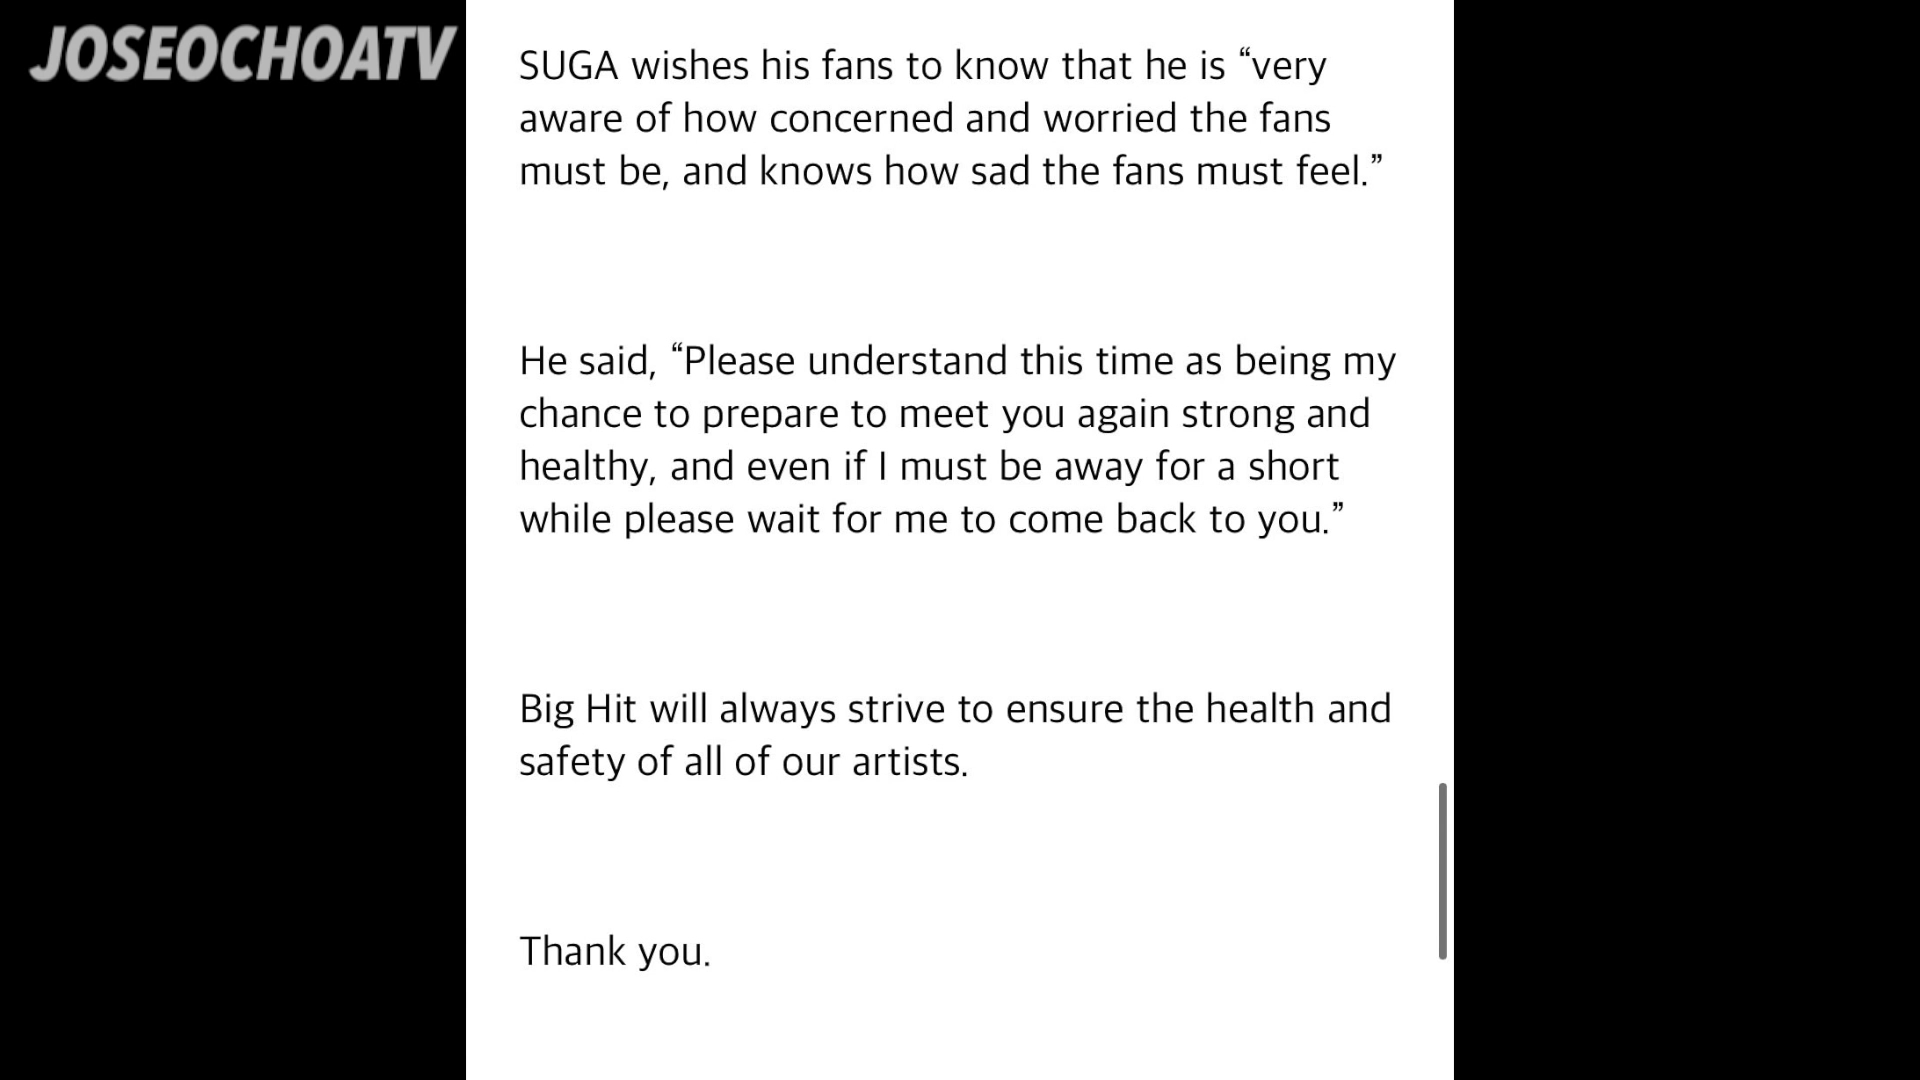 JOSEOCHOATV
SUGA wishes his fans to know that he is “very
aware of how concerned and worried the fans
must be, and knows how sad the fans must feel.”
He said, “Please understand this time as being my
chance to prepare to meet you again strong and
healthy, and even if I must be away for a short
while please wait for me to come back to you.”
Big Hit will always strive to ensure the health and
safety of all of our artists.
Thank you.